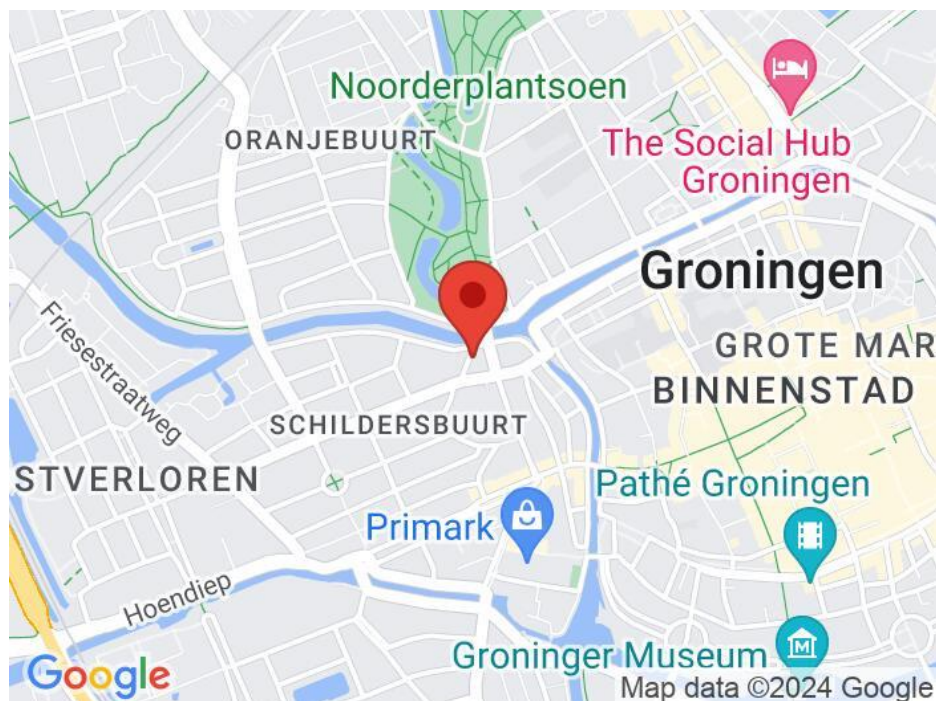 Noorderplantsoen
ORANJEBUURT
The Social Hub
Groningen
Groningen
Friesestraatweg
GROTE MAR
BINNENSTAD
SCHILDERSBUURT
STVERLOREN
Pathé Groningen
Primark
Hoendiep
Groninger Museum
M
Google
Map data ©2024 Google